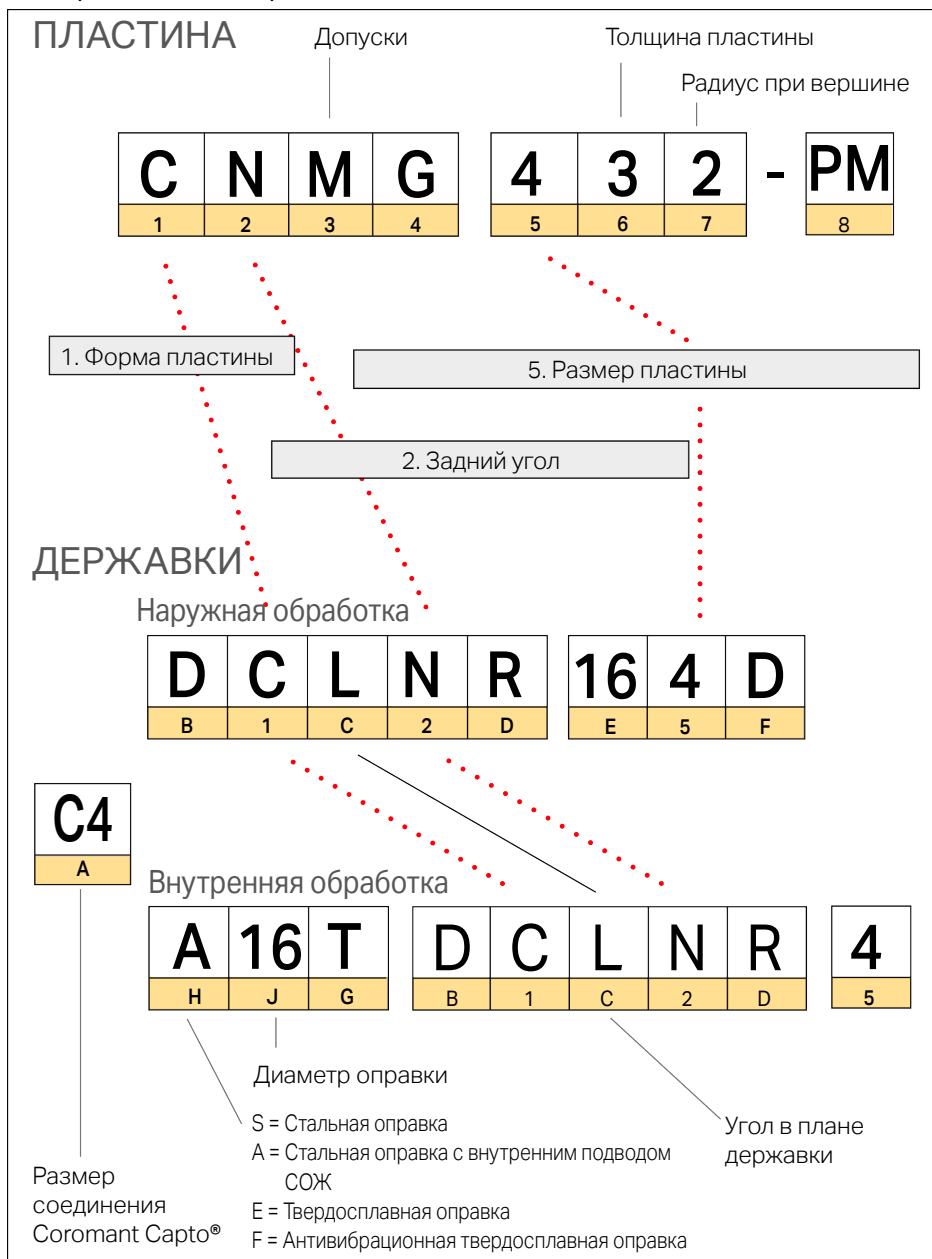 ПЛАСТИНА
Допуски
Толщина пластины
Радиус при вершине
C N M G 4 3 2 - PM
1 2 3 4 5 6 7 8
1. Форма пластины
5. Размер пластины
2. Задний угол
ДЕРЖАВКИ
Наружная обработка
D C L N R 16 4 D
B 1 C 2 D E 5 F
C4
A
Внутренняя обработка
A 16 T D C L N R 4
H J G B 1 C 2 D 5
Диаметр оправки
S = Стальная оправка
A = Стальная оправка с внутренним подводом
СОЖ
E = Твердосплавная оправка
F = Антивибрационная твердосплавная оправка
Угол в плане
державки
Размер
соединения
Coromant Capto®